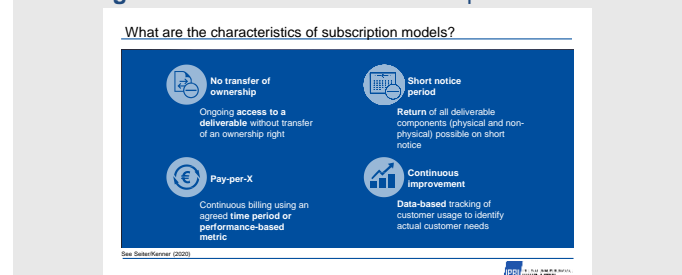 What are the characteristics of subscription models?
No transfer of
ownership
Ongoing access to a
deliverable without transfer
of an ownership right
Short notice
period
Return of all deliverable
components (physical and non-
physical) possible on short
notice
Pay-per-X
Continuous billing using an
agreed time period or
performance-based
metric
Continuous
improvement
Data-based tracking of
customer usage to identify
actual customer needs
See Seiter/Kenner (2020)
IPRI